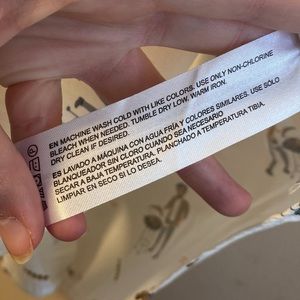 EN MACHINE WASH COLD WITH LIKE COLORS. USE ONLY NON-CHLORINE
BLEACH WHEN NEEDED. TUMBLE DRY LOW. WARM IRON.
DRY CLEAN IF DESIRED.
ES LAVADO A MÁQUINA CON AGUA FRÍA Y COLORES SIMILARES. USE SÓLO
BLANQUEADOR SIN CLORO CUANDO SEA NECESARIO
SECAR A BAJA TEMPERATURA. PLANCHADO A TEMPERATURA TIBIA.
LIMPIAR EN SECO SI LO DESEA.